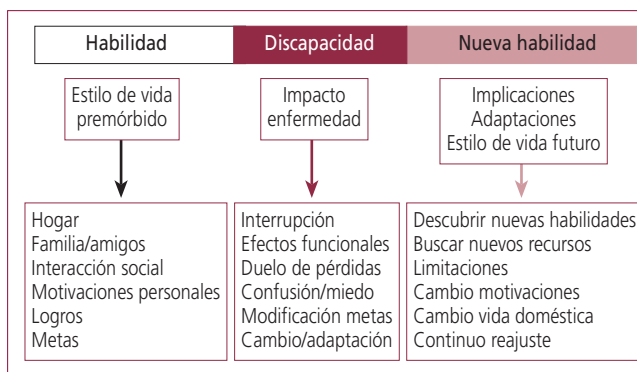 Habilidad
Discapacidad
Nueva habilidad
Estilo de vida
premórbido
Impacto
enfermedad
Implicaciones
Adaptaciones
Estilo de vida futuro
Hogar
Familia/amigos
Interacción social
Motivaciones personales
Logros
Metas
Interrupción
Efectos funcionales
Duelo de pérdidas
Confusión/miedo
Modificación metas
Cambio/adaptación
Descubrir nuevas habilidades
Buscar nuevos recursos
Limitaciones
Cambio motivaciones
Cambio vida doméstica
Continuo reajuste